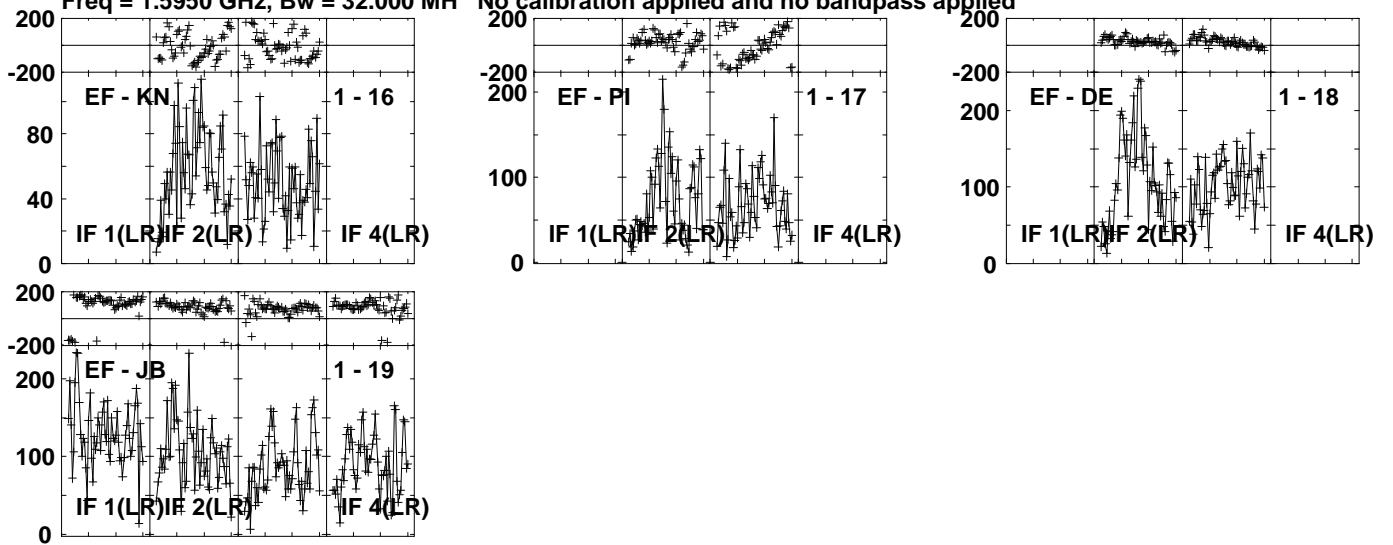 Freq = 1.5950 GHz, Bw = 32.000 MH No calibration applied and no bandpass applied
200
-200
EF - KN
1 - 16
80
40
0
IF 1(LR)
IF 2(LR)
IF 4(LR)
200
-200
200
EF - PI
1 - 17
100
0
IF 1(LR)
IF 2(LR)
IF 4(LR)
200
-200
200
EF - DE
1 - 18
100
0
IF 1(LR)
IF 2(LR)
IF 4(LR)
200
-200
EF - JB
1 - 19
200
100
0
IF 1(LR)
IF 2(LR)
IF 4(LR)